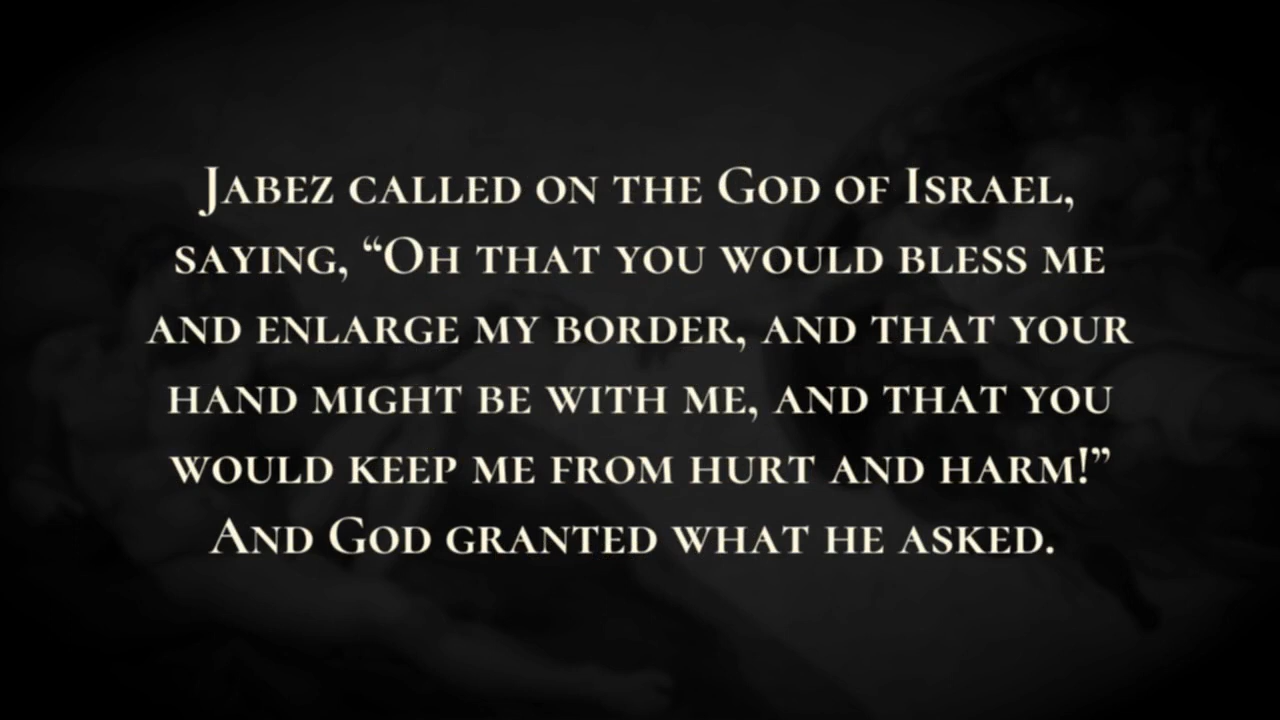 Jabez called on the God of Israel,
saying, “Oh that you would bless me
and enlarge my border, and that your
hand might be with me, and that you
would keep me from hurt and harm!”
And God granted what he asked.